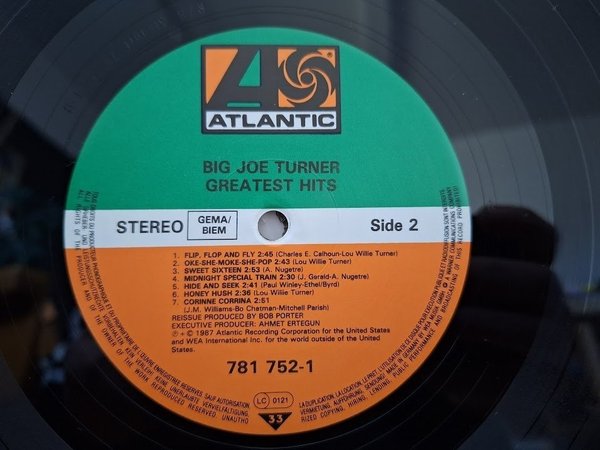 ATLANTIC
BIG JOE TURNER
GREATEST HITS
STEREO
GEMA/
BIEM
Side 2
1. FLIP, FLOP AND FLY 2:45 (Charles E. Calhoun-Lou Willie Turner)
2. OKE-SHE-MOKE-SHE-POP 2:43 (Lou Willie Turner)
3. SWEET SIXTEEN 2:53 (A. Nugetre)
4. MIDNIGHT SPECIAL TRAIN 2:30 (J. Gerald-A. Nugetre)
5. HIDE AND SEEK 2:41 (Paul Winley-Ethel/Byrd)
6. HONEY HUSH 2:36 (Lou Willie Turner)
7. CORINNE CORRINA 2:51
(J.M. Williams-Bo Chatman-Mitchell Parish)
REISSUE PRODUCED BY BOB PORTER
EXECUTIVE PRODUCER: AHMET ERTEGUN
℗ + © 1987 Atlantic Recording Corporation for the United States
and WEA International Inc. for the world outside of the United
States.
781 752-1
LC 0121
33